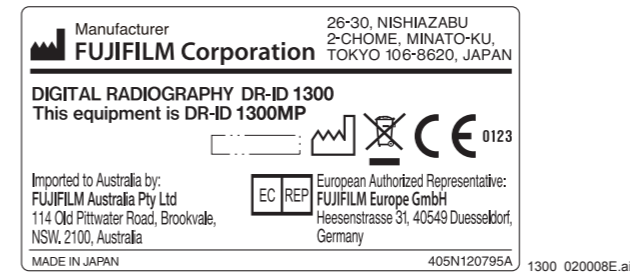 Manufacturer
FUJIFILM Corporation
26-30, NISHIAZABU
2-CHOME, MINATO-KU,
TOKYO 106-8620, JAPAN
DIGITAL RADIOGRAPHY DR-ID 1300
This equipment is DR-ID 1300MP
0123
Imported to Australia by:
FUJIFILM Australia Pty Ltd
114 Old Pittwater Road, Brookvale,
NSW. 2100, Australia
EC REP
European Authorized Representative:
FUJIFILM Europe GmbH
Heesenstrasse 31, 40549 Duesseldorf,
Germany
MADE IN JAPAN
405N120795A
1300_020008E.ai